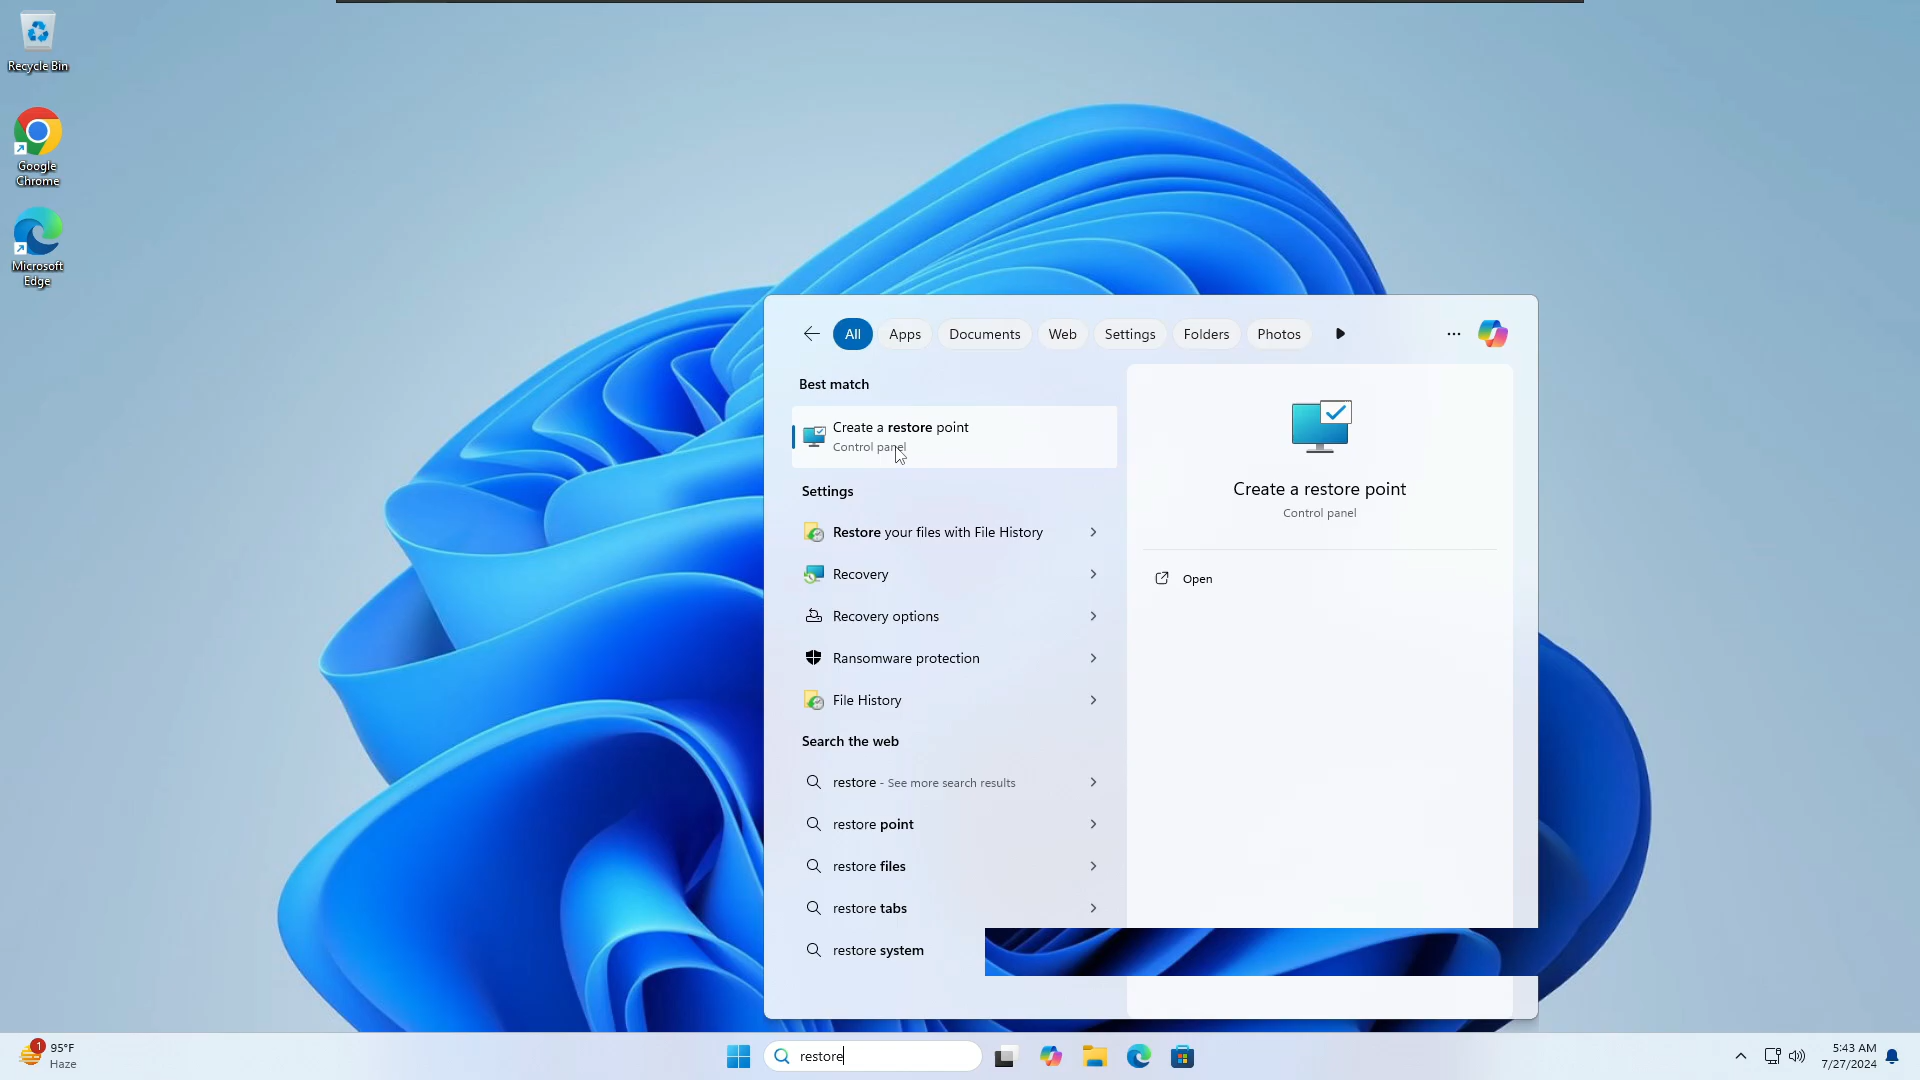 Recycle Bin
Google
Chrome
Microsoft
Edge
All
Apps
Documents
Web
Settings
Folders
Photos
Best match
Create a restore point
Control panel
Settings
Restore your files with File History
Recovery
Recovery options
Ransomware protection
File History
Search the web
restore - See more search results
restore point
restore files
restore tabs
restore system
Create a restore point
Control panel
Open
1
95°F
Haze
restore
5:43 AM
7/27/2024